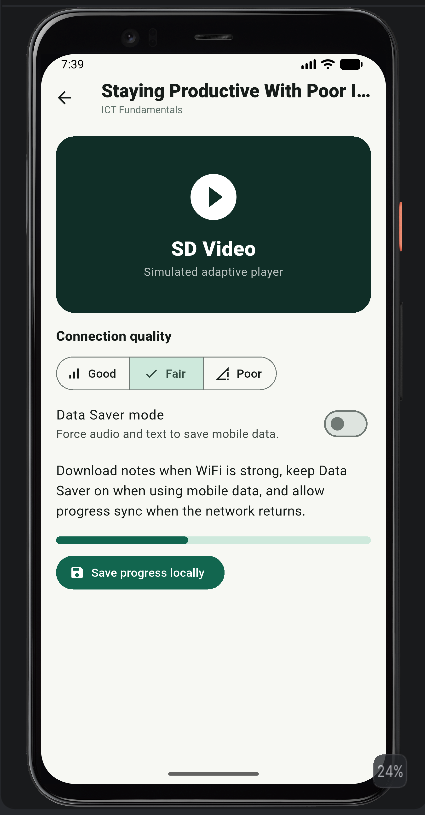 7:39
Staying Productive With Poor I...
ICT Fundamentals
SD Video
Simulated adaptive player
Connection quality
Good
Fair
Poor
Data Saver mode
Force audio and text to save mobile data.
Download notes when WiFi is strong, keep Data
Saver on when using mobile data, and allow
progress sync when the network returns.
Save progress locally
24%